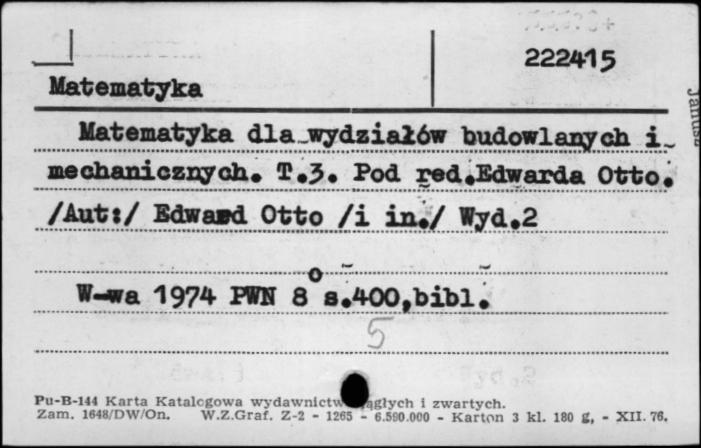 222415
Matematyka
Matematyka dla wydziałów budowlanych i
mechanicznych. T.3. Pod red.Edwarda Otto.
/Aut:/ Edward Otto /i in./ Wyd.2
W-wa 1974 PWN 8° s.400,bibl.
5
Pu-B-144 Karta Katalogowa wydawnictw iągłych i zwartych.
Zam. 1648/DW/On. W.Z.Graf. Z-2 - 1265 - 6.590.000 - Karton 3 kl. 180 g, - XII. 76.
Janusz